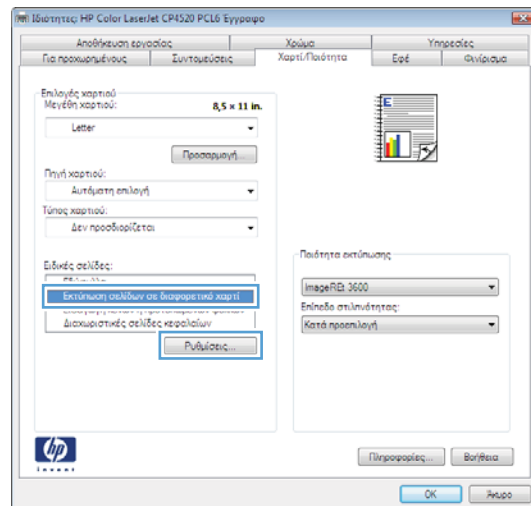 Ιδιότητες: HP Color LaserJet CP4520 PCL6 Έγγραφο
Αποθήκευση εργασίας Χρώμα Υπηρεσίες
Για προχωρημένους Συντομεύσεις Χαρτί/Ποιότητα Εφέ Φινίρισμα
Επιλογές χαρτιού
Μεγέθη χαρτιού: 8,5 × 11 in.
Letter
Προσαρμογή...
Πηγή χαρτιού:
Αυτόματη επιλογή
Τύπος χαρτιού:
Δεν προσδιορίζεται
Ειδικές σελίδες:
Εξώφυλλα
Εκτύπωση σελίδων σε διαφορετικό χαρτί
Διαχωριστικές σελίδες κεφαλαίων
Ρυθμίσεις...
E
Ποιότητα εκτύπωσης
ImageREt 3600
Επίπεδο στιλπνότητας:
Κατά προεπιλογή
hp
invent
Πληροφορίες... Βοήθεια
OK Άκυρο